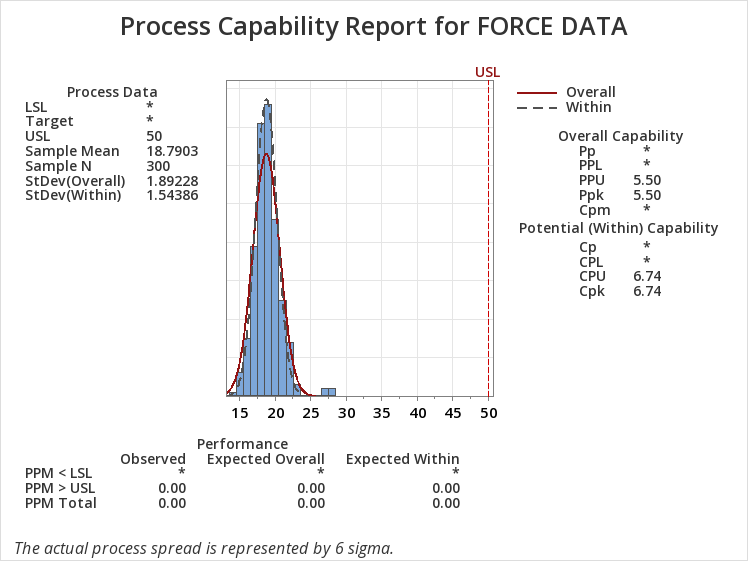 Process Capability Report for FORCE DATA
USL
Process Data
LSL *
Target *
USL 50
Sample Mean 18.7903
Sample N 300
StDev(Overall) 1.89228
StDev(Within) 1.54386
Overall
Within
Overall Capability
Pp *
PPL *
PPU 5.50
Ppk 5.50
Cpm *
Potential (Within) Capability
Cp *
CPL *
CPU 6.74
Cpk 6.74
15 20 25 30 35 40 45 50
Performance
Observed Expected Overall Expected Within
PPM < LSL * * *
PPM > USL 0.00 0.00 0.00
PPM Total 0.00 0.00 0.00
The actual process spread is represented by 6 sigma.